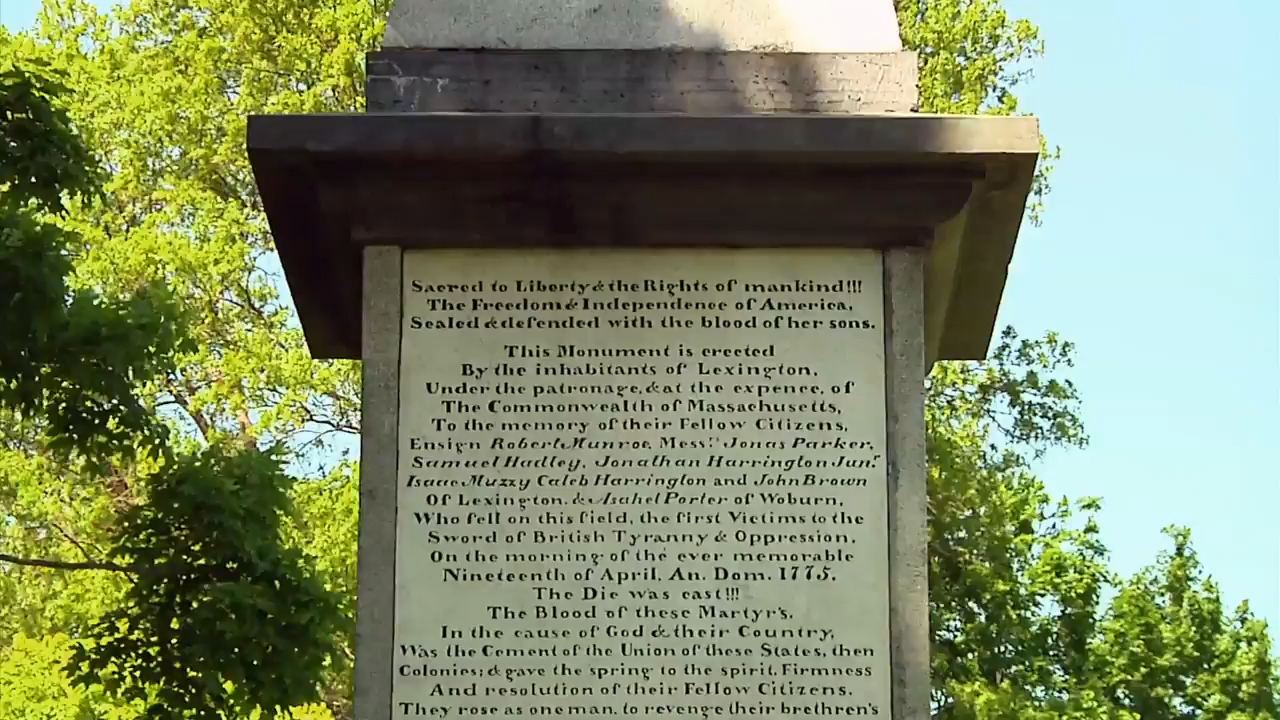 Sacred to Liberty & the Rights of mankind!!!
The Freedom & Independence of America,
Sealed & defended with the blood of her sons.
This Monument is erected
By the inhabitants of Lexington,
Under the patronage, & at the expence, of
The Commonwealth of Massachusetts,
To the memory of their Fellow Citizens,
Ensign Robert Munroe, Messrs. Jonas Parker,
Samuel Hadley, Jonathan Harrington Junr.
Isaac Muzzy Caleb Harrington and John Brown
Of Lexington, & Asahel Porter of Woburn,
Who fell on this field, the first Victims to the
Sword of British Tyranny & Oppression,
On the morning of the ever memorable
Nineteenth of April, An. Dom. 1775.
The Die was cast!!!
The Blood of these Martyr's,
In the cause of God & their Country,
Was the Cement of the Union of these States, then
Colonies; & gave the spring to the spirit, Firmness
And resolution of their Fellow Citizens.
They rose as one man, to revenge their brethren's